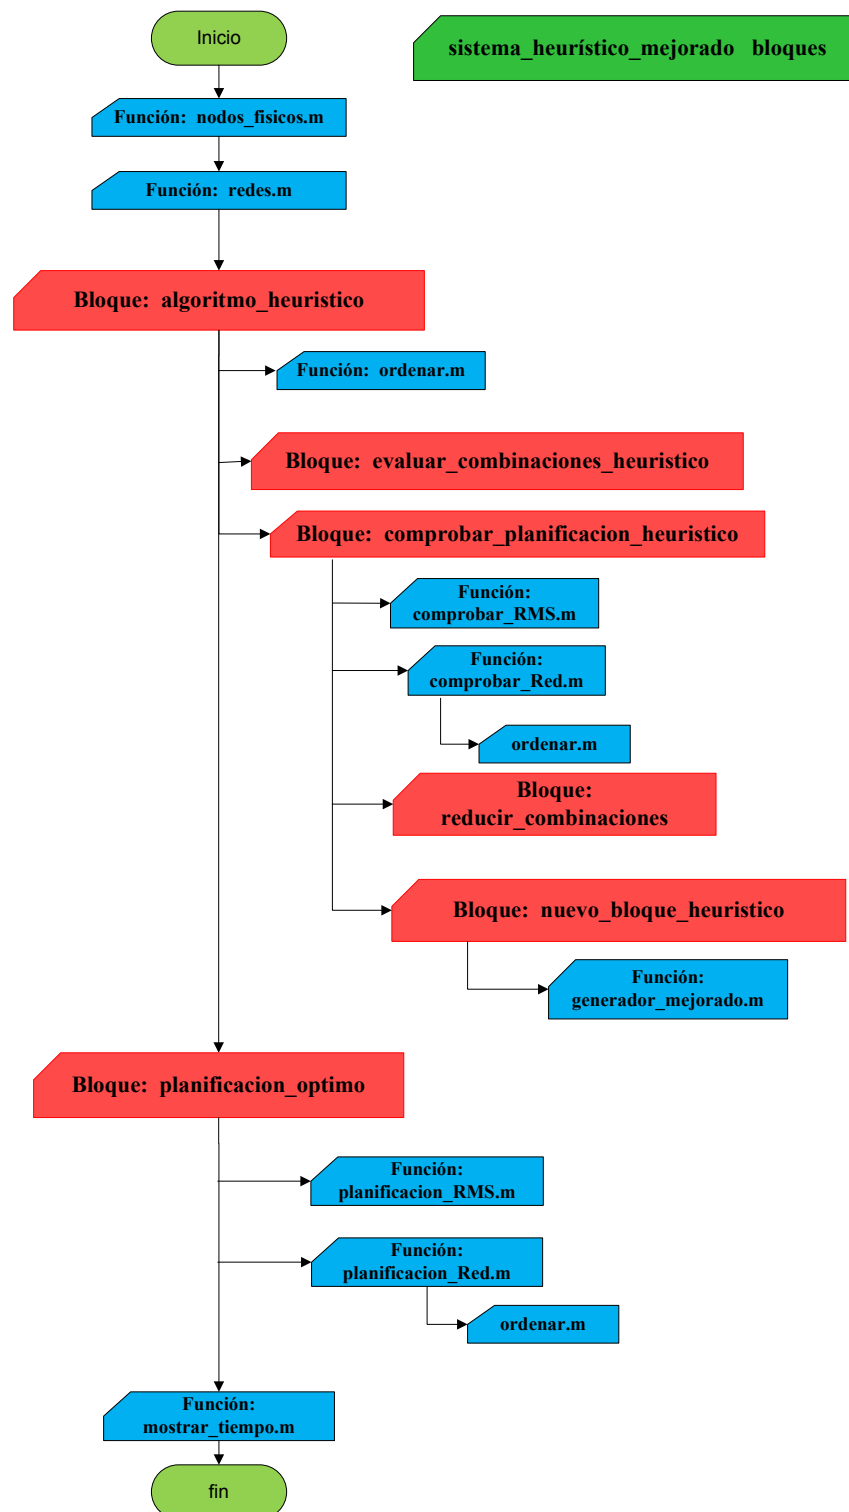 Inicio
sistema_heurístico_mejorado bloques
Función: nodos_fisicos.m
Función: redes.m
Bloque: algoritmo_heuristico
Función: ordenar.m
Bloque: evaluar_combinaciones_heuristico
Bloque: comprobar_planificacion_heuristico
Función:
comprobar_RMS.m
Función:
comprobar_Red.m
ordenar.m
Bloque:
reducir_combinaciones
Bloque: nuevo_bloque_heuristico
Función:
generador_mejorado.m
Bloque: planificacion_optimo
Función:
planificacion_RMS.m
Función:
planificacion_Red.m
ordenar.m
Función:
mostrar_tiempo.m
fin